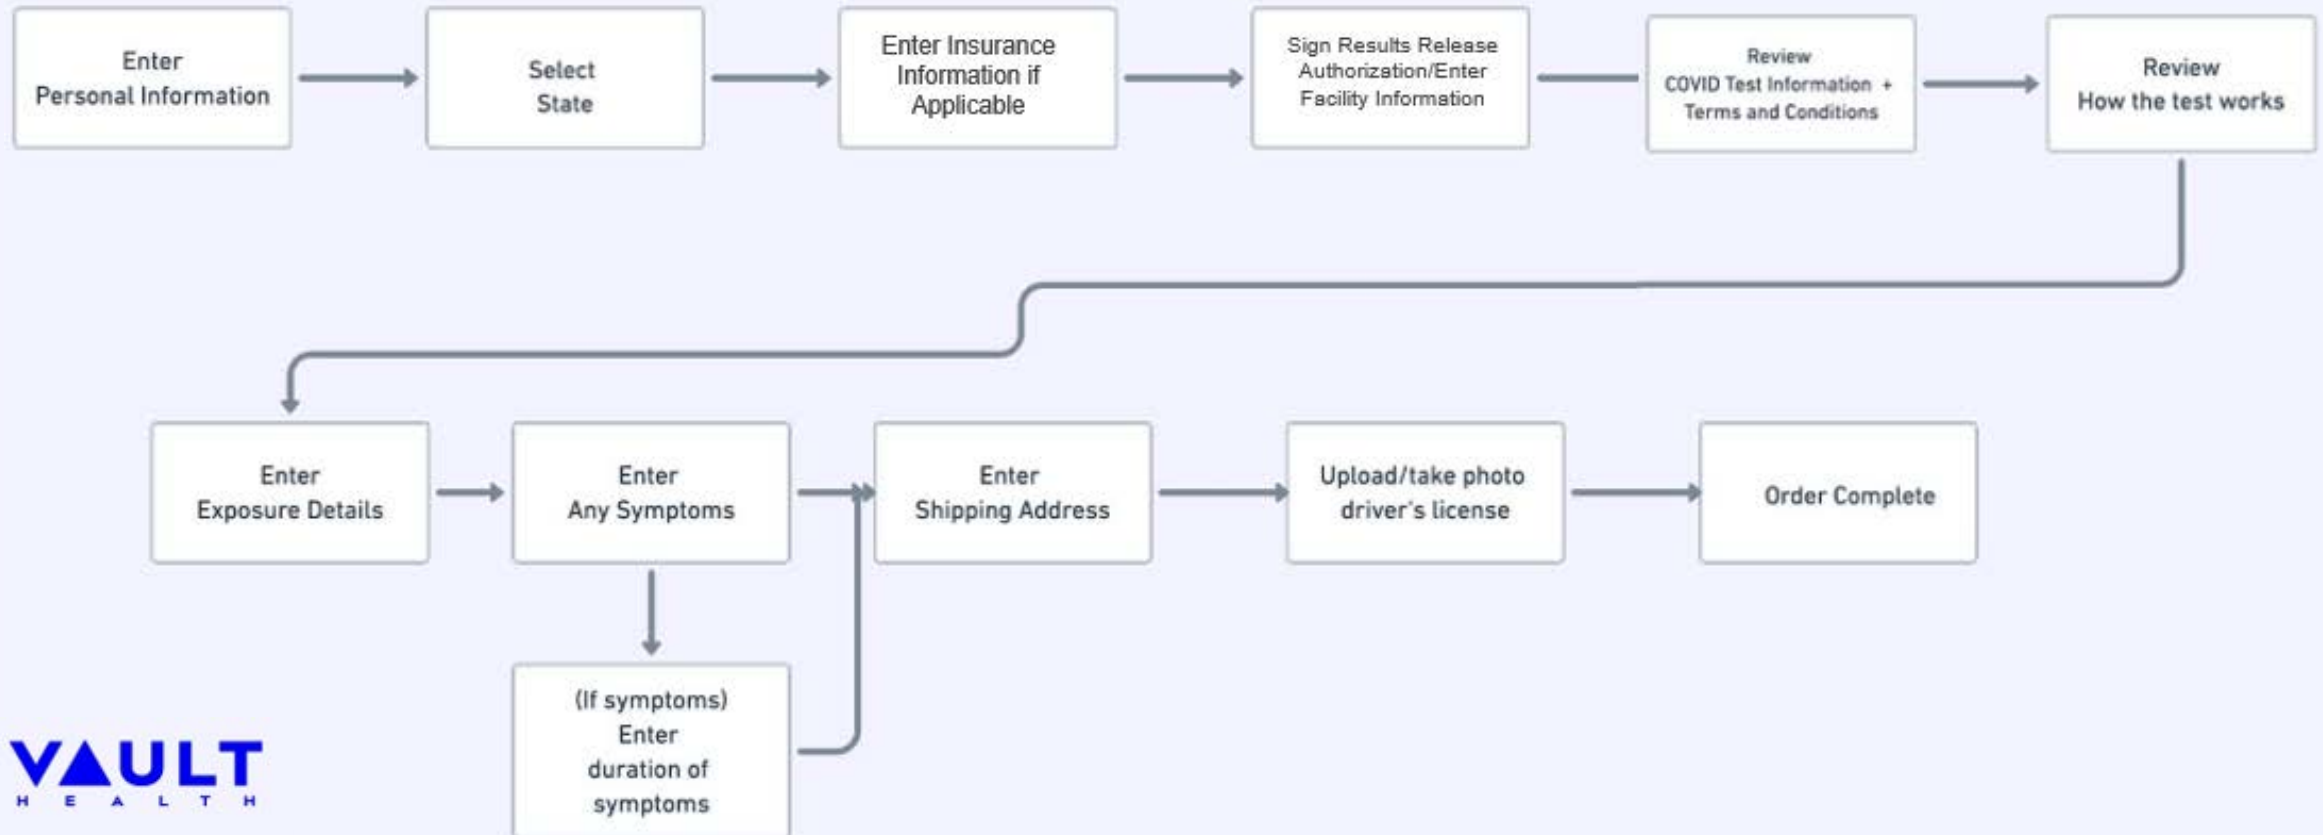 Enter
Personal Information
Select
State
Enter Insurance
Information if
Applicable
Sign Results Release
Authorization/Enter
Facility Information
Review
COVID Test Information +
Terms and Conditions
Review
How the test works
Enter
Exposure Details
Enter
Any Symptoms
Enter
Shipping Address
Upload/take photo
driver's license
Order Complete
(If symptoms)
Enter
duration of
symptoms
VAULT
HEALTH